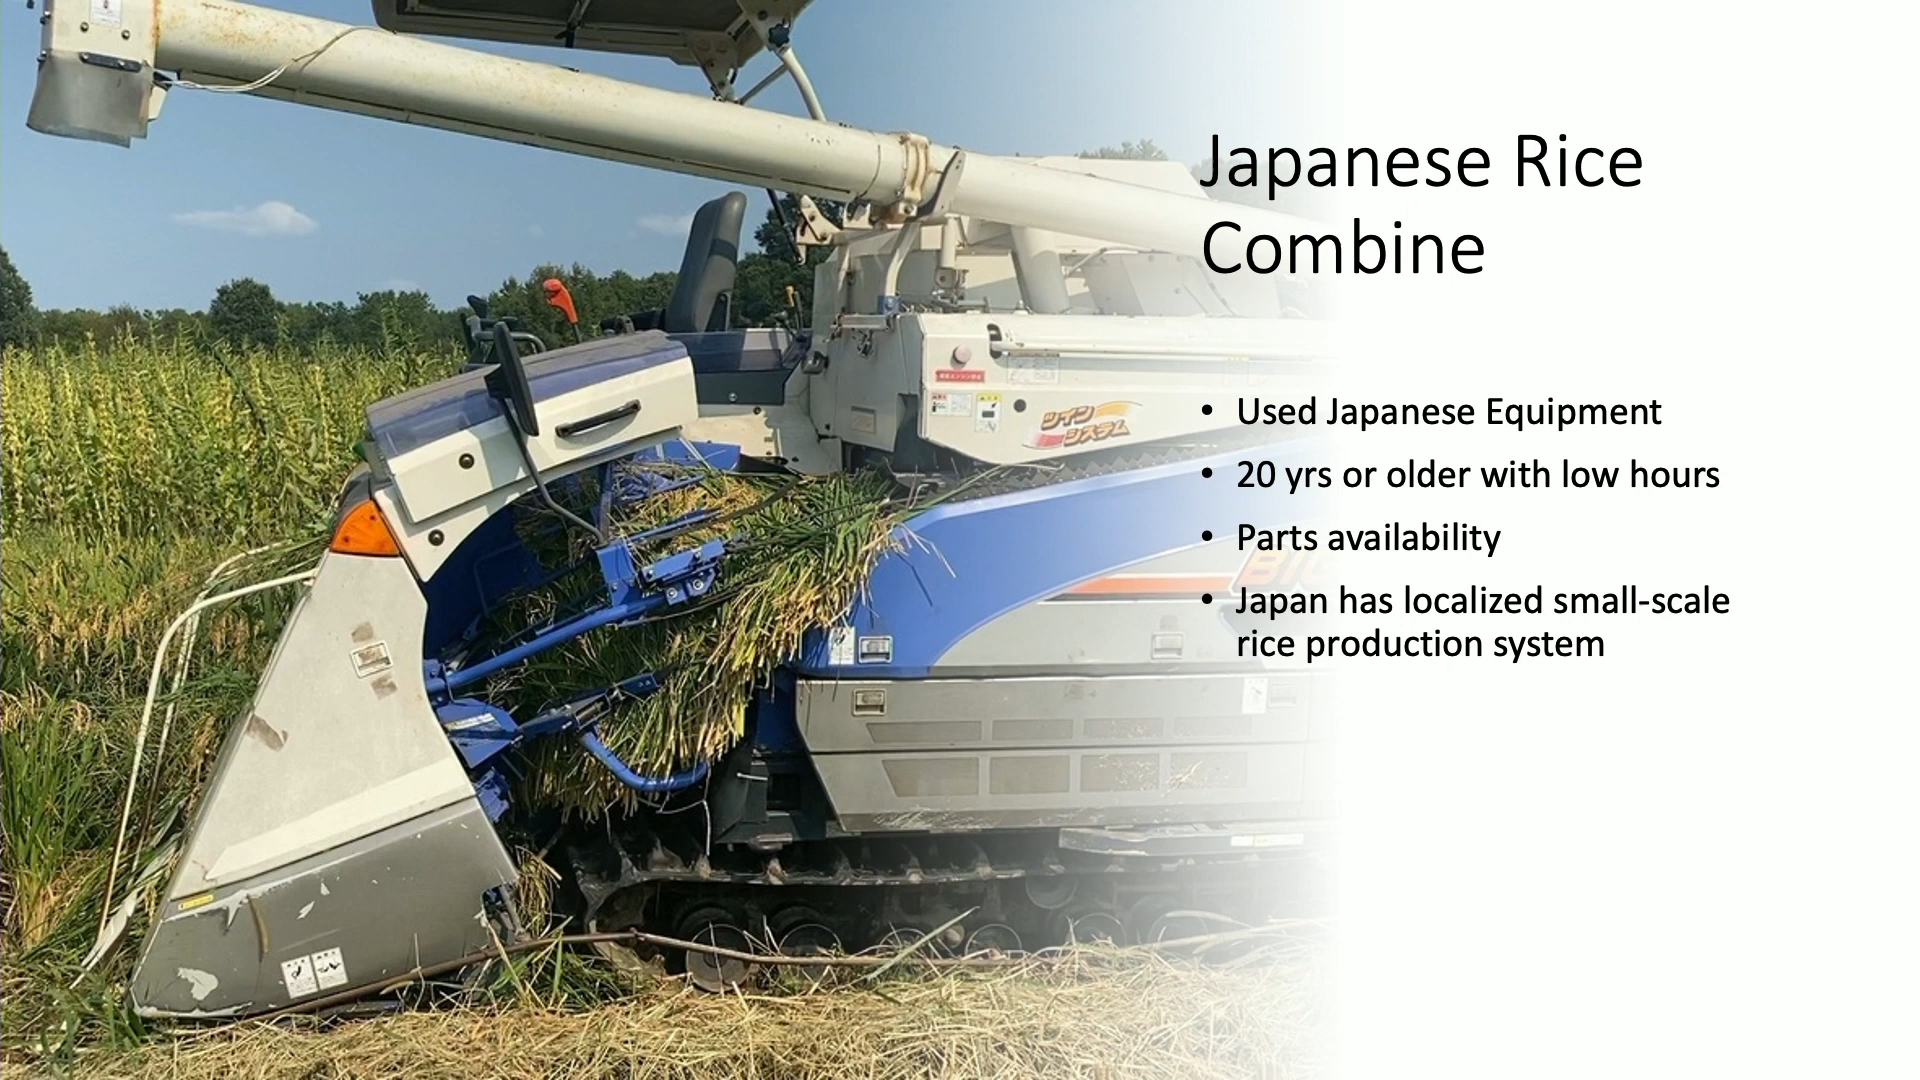 Japanese Rice
Combine
• Used Japanese Equipment
• 20 yrs or older with low hours
• Parts availability
• Japan has localized small-scale
rice production system
ツイン
システム